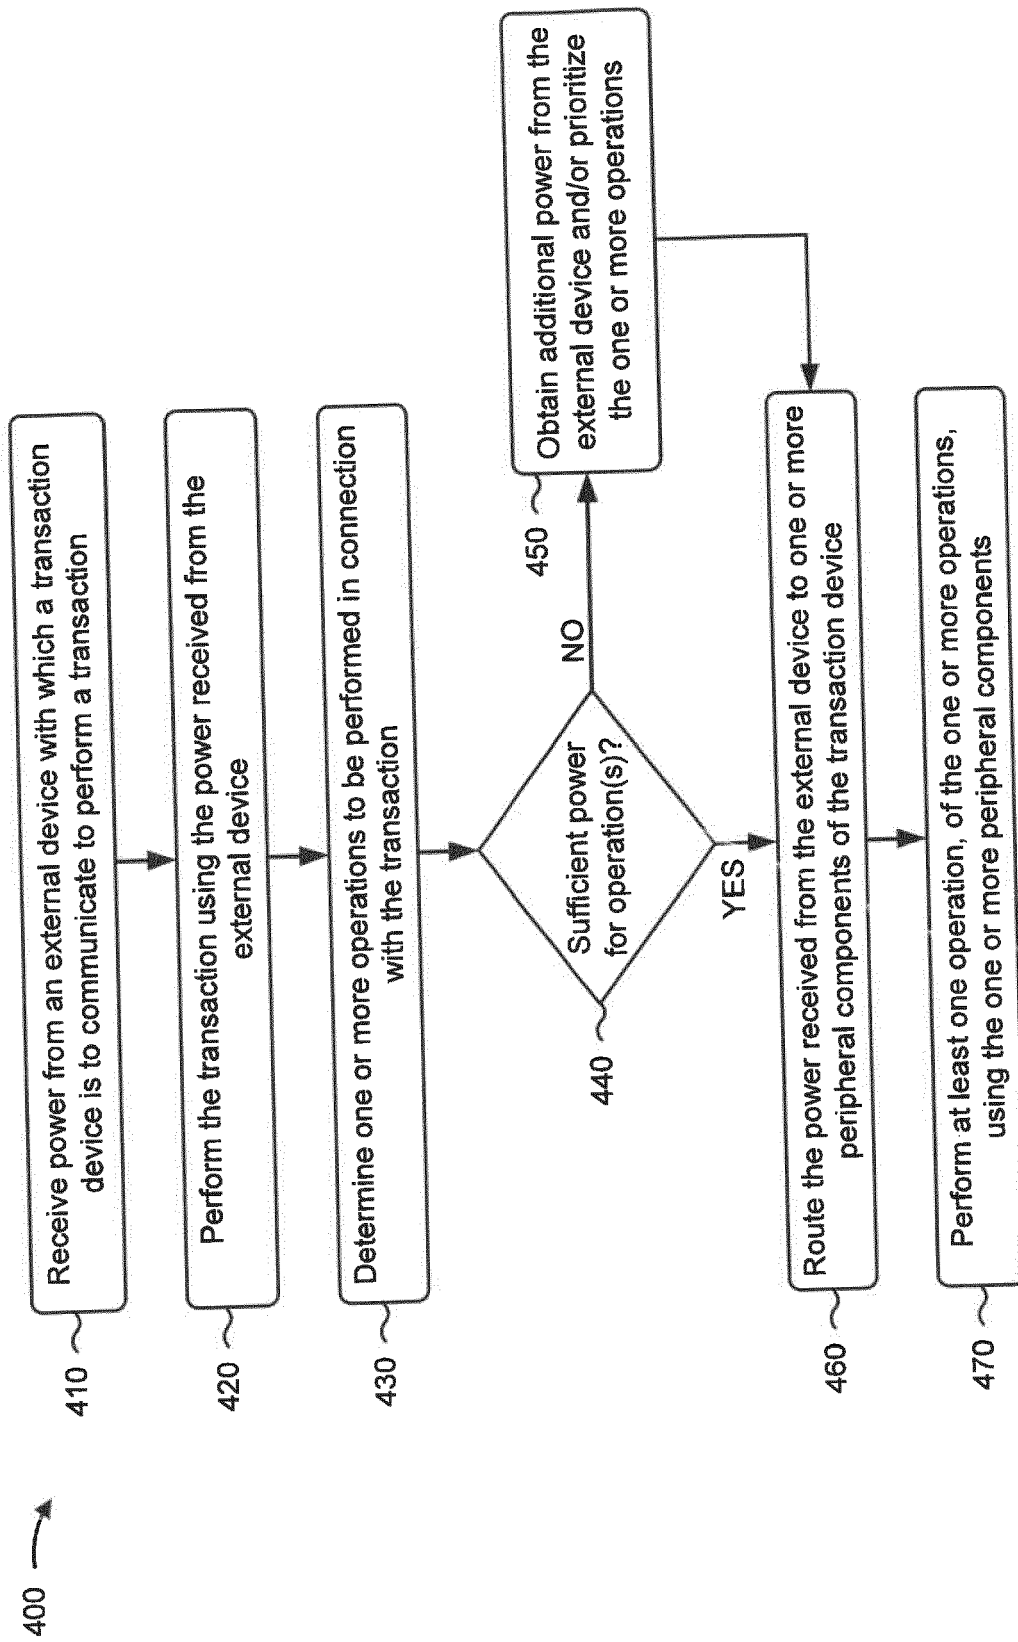 400
410
Receive power from an external device with which a transaction
device is to communicate to perform a transaction
420
Perform the transaction using the power received from the
external device
430
Determine one or more operations to be performed in connection
with the transaction
440
Sufficient power
for operation(s)?
NO
YES
450
Obtain additional power from the
external device and/or prioritize
the one or more operations
460
Route the power received from the external device to one or more
peripheral components of the transaction device
470
Perform at least one operation, of the one or more operations,
using the one or more peripheral components